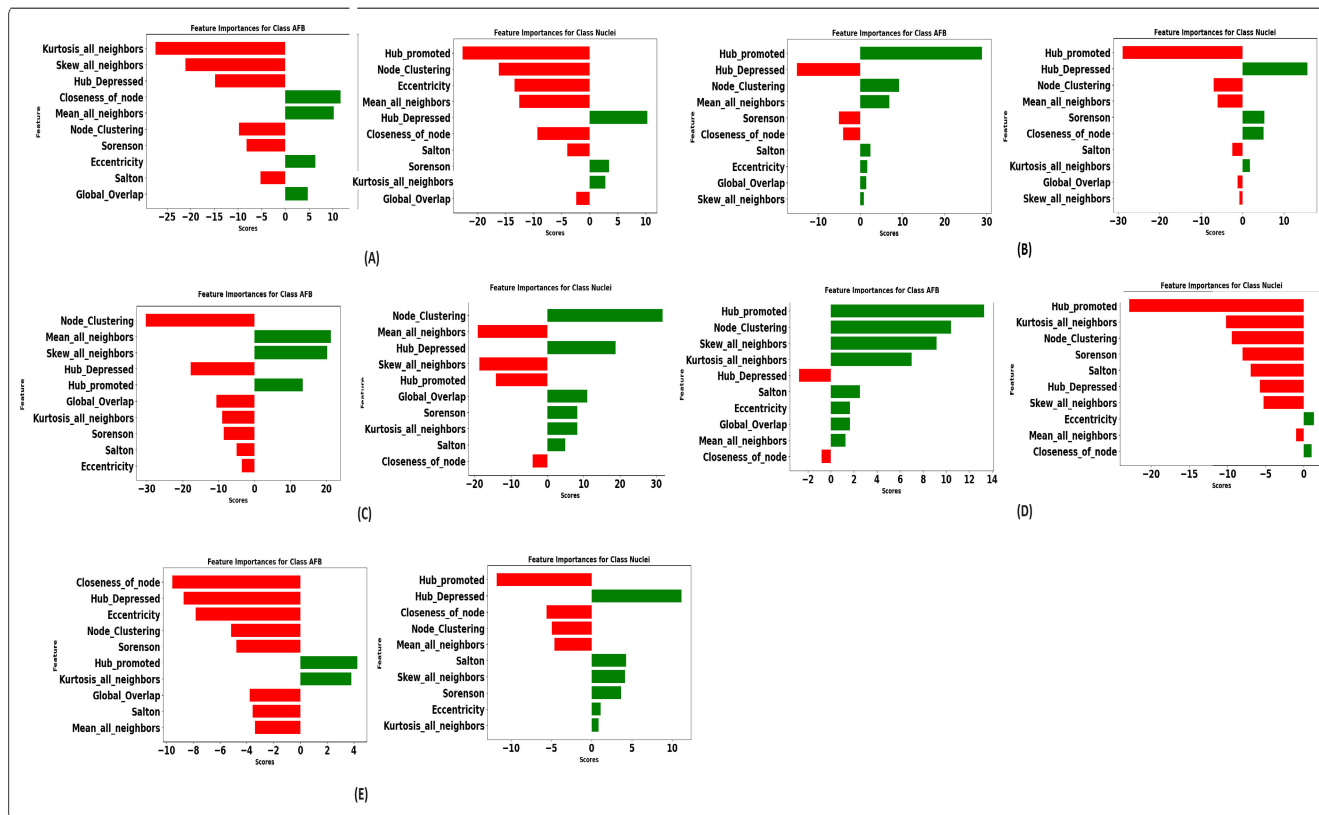 Feature Importances for Class AFB
Feature
Kurtosis_all_neighbors
Skew_all_neighbors
Hub_Depressed
Closeness_of_node
Mean_all_neighbors
Node_Clustering
Sorenson
Eccentricity
Salton
Global_Overlap
−25 −20 −15 −10 −5 0 5 10
Scores
Feature Importances for Class Nuclei
Feature
Hub_promoted
Node_Clustering
Eccentricity
Mean_all_neighbors
Hub_Depressed
Closeness_of_node
Salton
Sorenson
Kurtosis_all_neighbors
Global_Overlap
−20 −15 −10 −5 0 5 10
Scores
(A)
Feature Importances for Class AFB
Feature
Hub_promoted
Hub_Depressed
Node_Clustering
Mean_all_neighbors
Sorenson
Closeness_of_node
Salton
Eccentricity
Global_Overlap
Skew_all_neighbors
−10 0 10 20 30
Scores
Feature Importances for Class Nuclei
Feature
Hub_promoted
Hub_Depressed
Node_Clustering
Mean_all_neighbors
Sorenson
Closeness_of_node
Salton
Kurtosis_all_neighbors
Global_Overlap
Skew_all_neighbors
−30 −20 −10 0 10
Scores
(B)
Feature Importances for Class AFB
Feature
Node_Clustering
Mean_all_neighbors
Skew_all_neighbors
Hub_Depressed
Hub_promoted
Global_Overlap
Kurtosis_all_neighbors
Sorenson
Salton
Eccentricity
−30 −20 −10 0 10 20
Scores
Feature Importances for Class Nuclei
Feature
Node_Clustering
Mean_all_neighbors
Hub_Depressed
Skew_all_neighbors
Hub_promoted
Global_Overlap
Sorenson
Kurtosis_all_neighbors
Salton
Closeness_of_node
−20 −10 0 10 20 30
Scores
(C)
Feature Importances for Class AFB
Feature
Hub_promoted
Node_Clustering
Skew_all_neighbors
Kurtosis_all_neighbors
Hub_Depressed
Salton
Eccentricity
Global_Overlap
Mean_all_neighbors
Closeness_of_node
−2 0 2 4 6 8 10 12 14
Scores
Feature Importances for Class Nuclei
Feature
Hub_promoted
Kurtosis_all_neighbors
Node_Clustering
Sorenson
Salton
Hub_Depressed
Skew_all_neighbors
Eccentricity
Mean_all_neighbors
Closeness_of_node
−20 −15 −10 −5 0
Scores
(D)
Feature Importances for Class AFB
Feature
Closeness_of_node
Hub_Depressed
Eccentricity
Node_Clustering
Sorenson
Hub_promoted
Kurtosis_all_neighbors
Global_Overlap
Salton
Mean_all_neighbors
−10 −8 −6 −4 −2 0 2 4
Scores
Feature Importances for Class Nuclei
Feature
Hub_promoted
Hub_Depressed
Closeness_of_node
Node_Clustering
Mean_all_neighbors
Salton
Skew_all_neighbors
Sorenson
Eccentricity
Kurtosis_all_neighbors
−10 −5 0 5 10
Scores
(E)